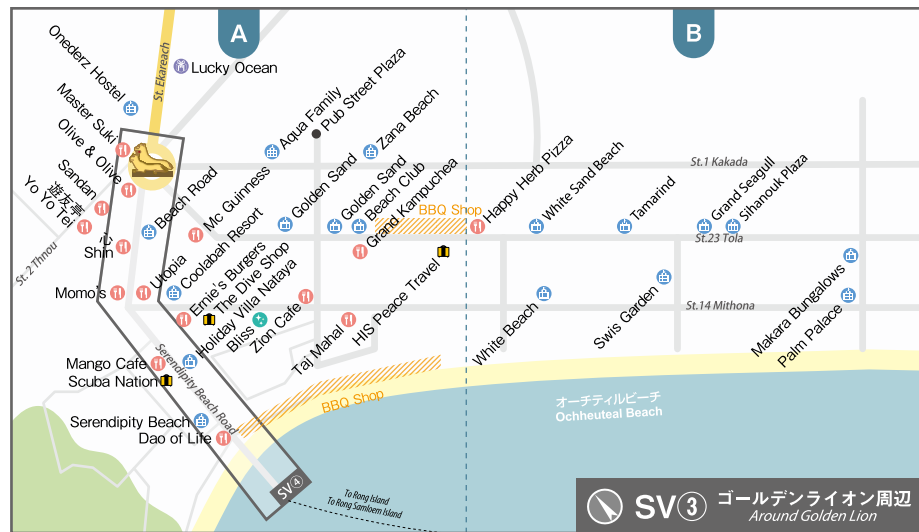 A
B
Onederz Hostel
St. Ekareach
Lucky Ocean
Master Suki
Olive & Olive
Sandan
遊友亭
Yo Yo Tei
心
Shin
Beach Road
Mc Guinness
Aqua Family
Pub Street Plaza
Zana Beach
Golden Sand
Golden Sand
Beach Club
Grand Kampuchea
BBQ Shop
Happy Herb Pizza
White Sand Beach
Tamarind
Grand Seagull
Sihanouk Plaza
St.1 Kakada
St.23 Tola
St.14 Mithona
St. 2 Thnou
Momo's
Utopia
Coolabah Resort
Ernie's Burgers
The Dive Shop
Holiday Villa Nataya
Bliss
Zion Cafe
Taj Mahal
HIS Peace Travel
White Beach
Swis Garden
Makara Bungalows
Palm Palace
Mango Cafe
Scuba Nation
Serendipity Beach Road
Serendipity Beach
Dao of Life
BBQ Shop
オーチティルビーチ
Ochheuteal Beach
SV④
To Rong Island
To Rong Samloem Island
SV③ ゴールデンライオン周辺
Around Golden Lion